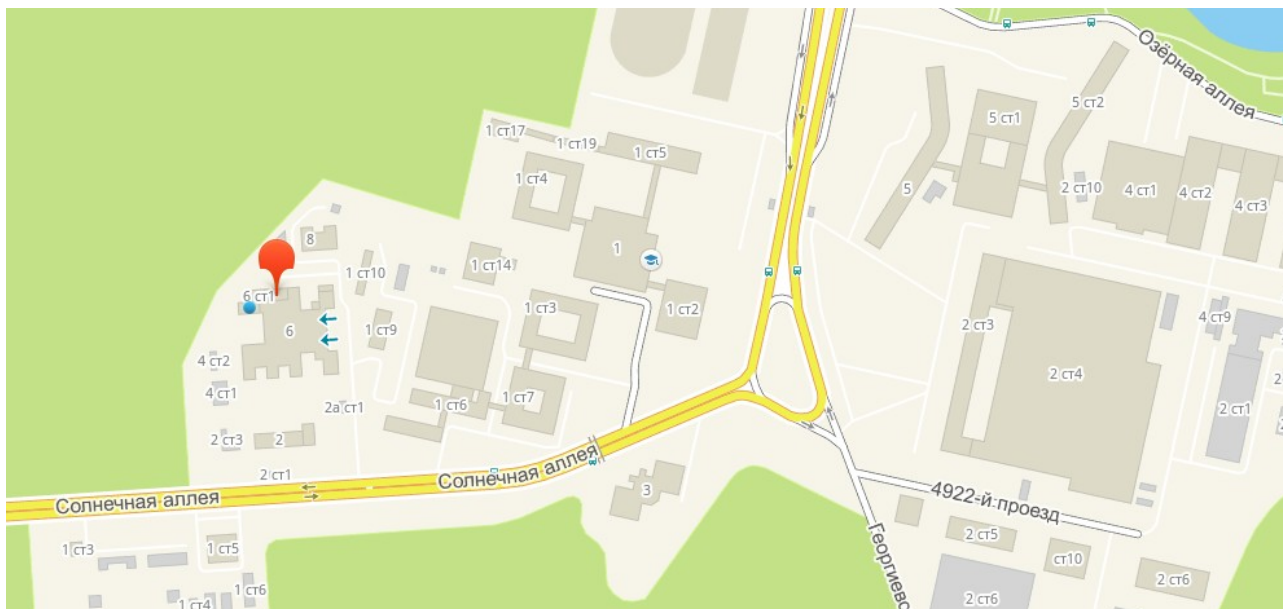 Озёрная аллея
5 ст2
5 ст1
1 ст17
1 ст19
1 ст5
1 ст4
5
2 ст10
4 ст1
4 ст2
4 ст3
8
1
1 ст10
1 ст14
6 ст1
1 ст3
1 ст2
6
1 ст9
2 ст3
4 ст9
4 ст2
2 ст4
4 ст1
1 ст6
1 ст7
2а ст1
2 ст1
2
2 ст3
2
2
2 ст1
Солнечная аллея
Солнечная аллея
3
4922-й проезд
Георгиевс
1 ст3
1 ст5
2 ст5
ст10
2 ст6
1 ст6
1 ст4
2 ст6